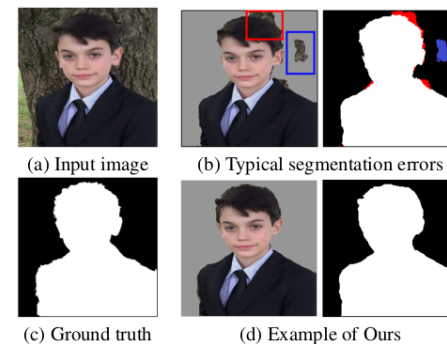 (a) Input image
(b) Typical segmentation errors
(c) Ground truth
(d) Example of Ours